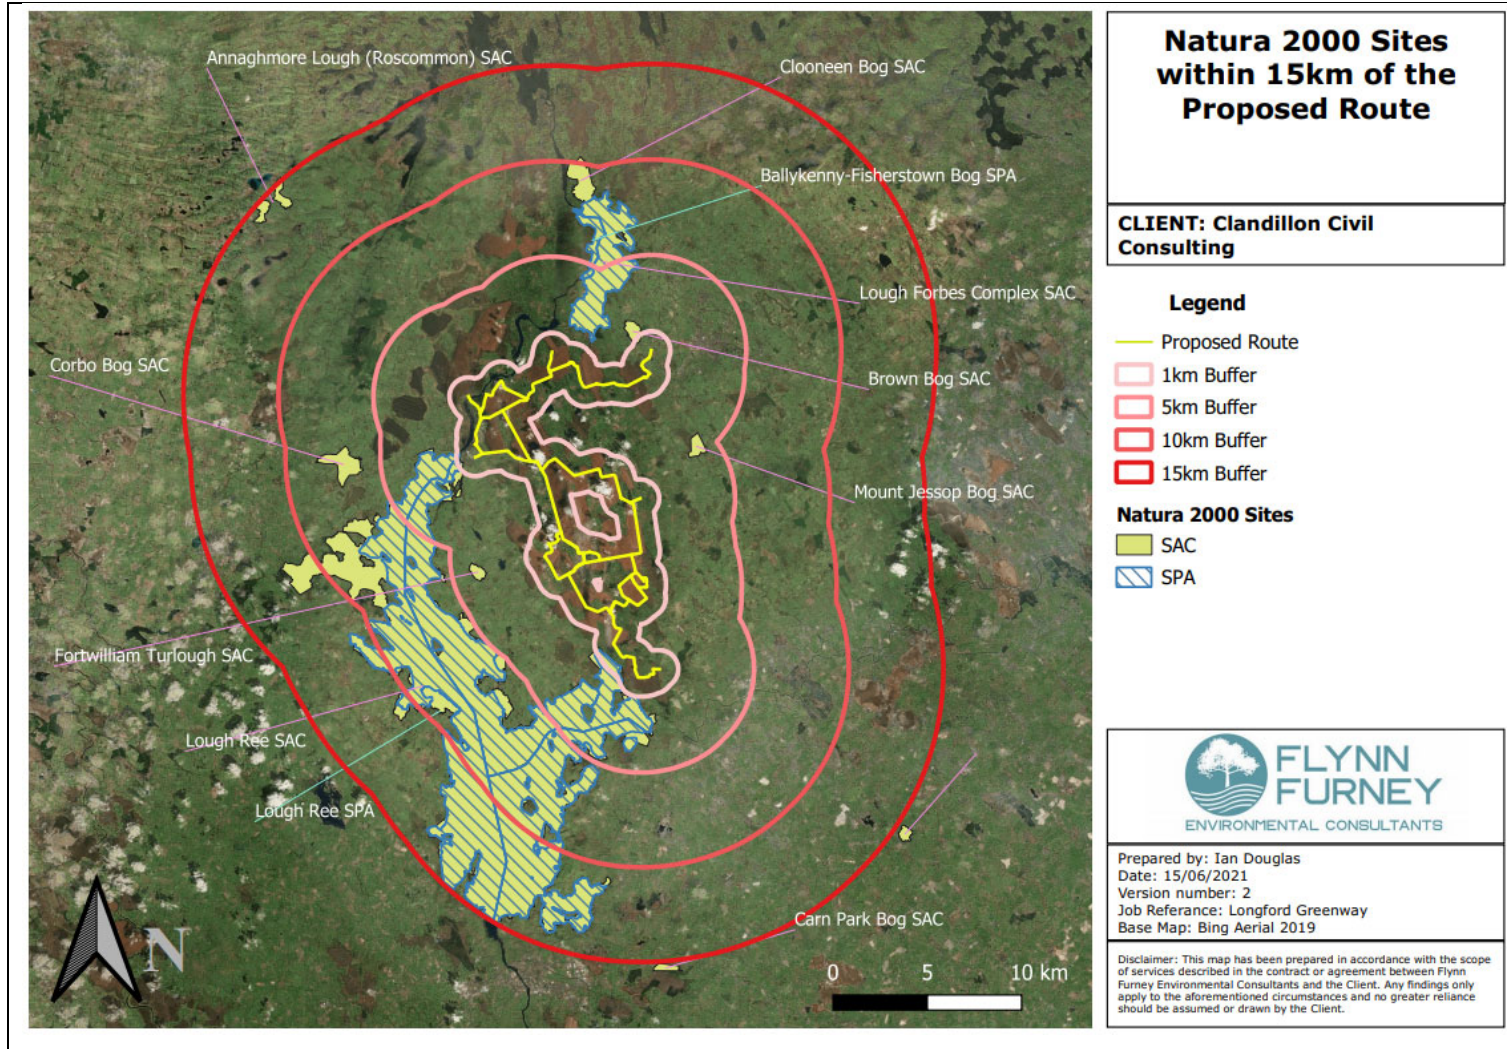 Natura 2000 Sites
within 15km of the
Proposed Route
CLIENT: Clandillon Civil
Consulting
Legend
Proposed Route
1km Buffer
5km Buffer
10km Buffer
15km Buffer
Natura 2000 Sites
SAC
SPA
FLYNN
FURNEY
ENVIRONMENTAL CONSULTANTS
Prepared by: Ian Douglas
Date: 15/06/2021
Version number: 2
Job Referance: Longford Greenway
Base Map: Bing Aerial 2019
Disclaimer: This map has been prepared in accordance with the scope
of services described in the contract or agreement between Flynn
Furney Environmental Consultants and the Client. Any findings only
apply to the aforementioned circumstances and no greater reliance
should be assumed or drawn by the Client.
Annaghmore Lough (Roscommon) SAC
Clooneen Bog SAC
Ballykenny-Fisherstown Bog SPA
Lough Forbes Complex SAC
Corbo Bog SAC
Brown Bog SAC
Mount Jessop Bog SAC
Fortwilliam Turlough SAC
Lough Ree SAC
Lough Ree SPA
Carn Park Bog SAC
N
0 5 10 km